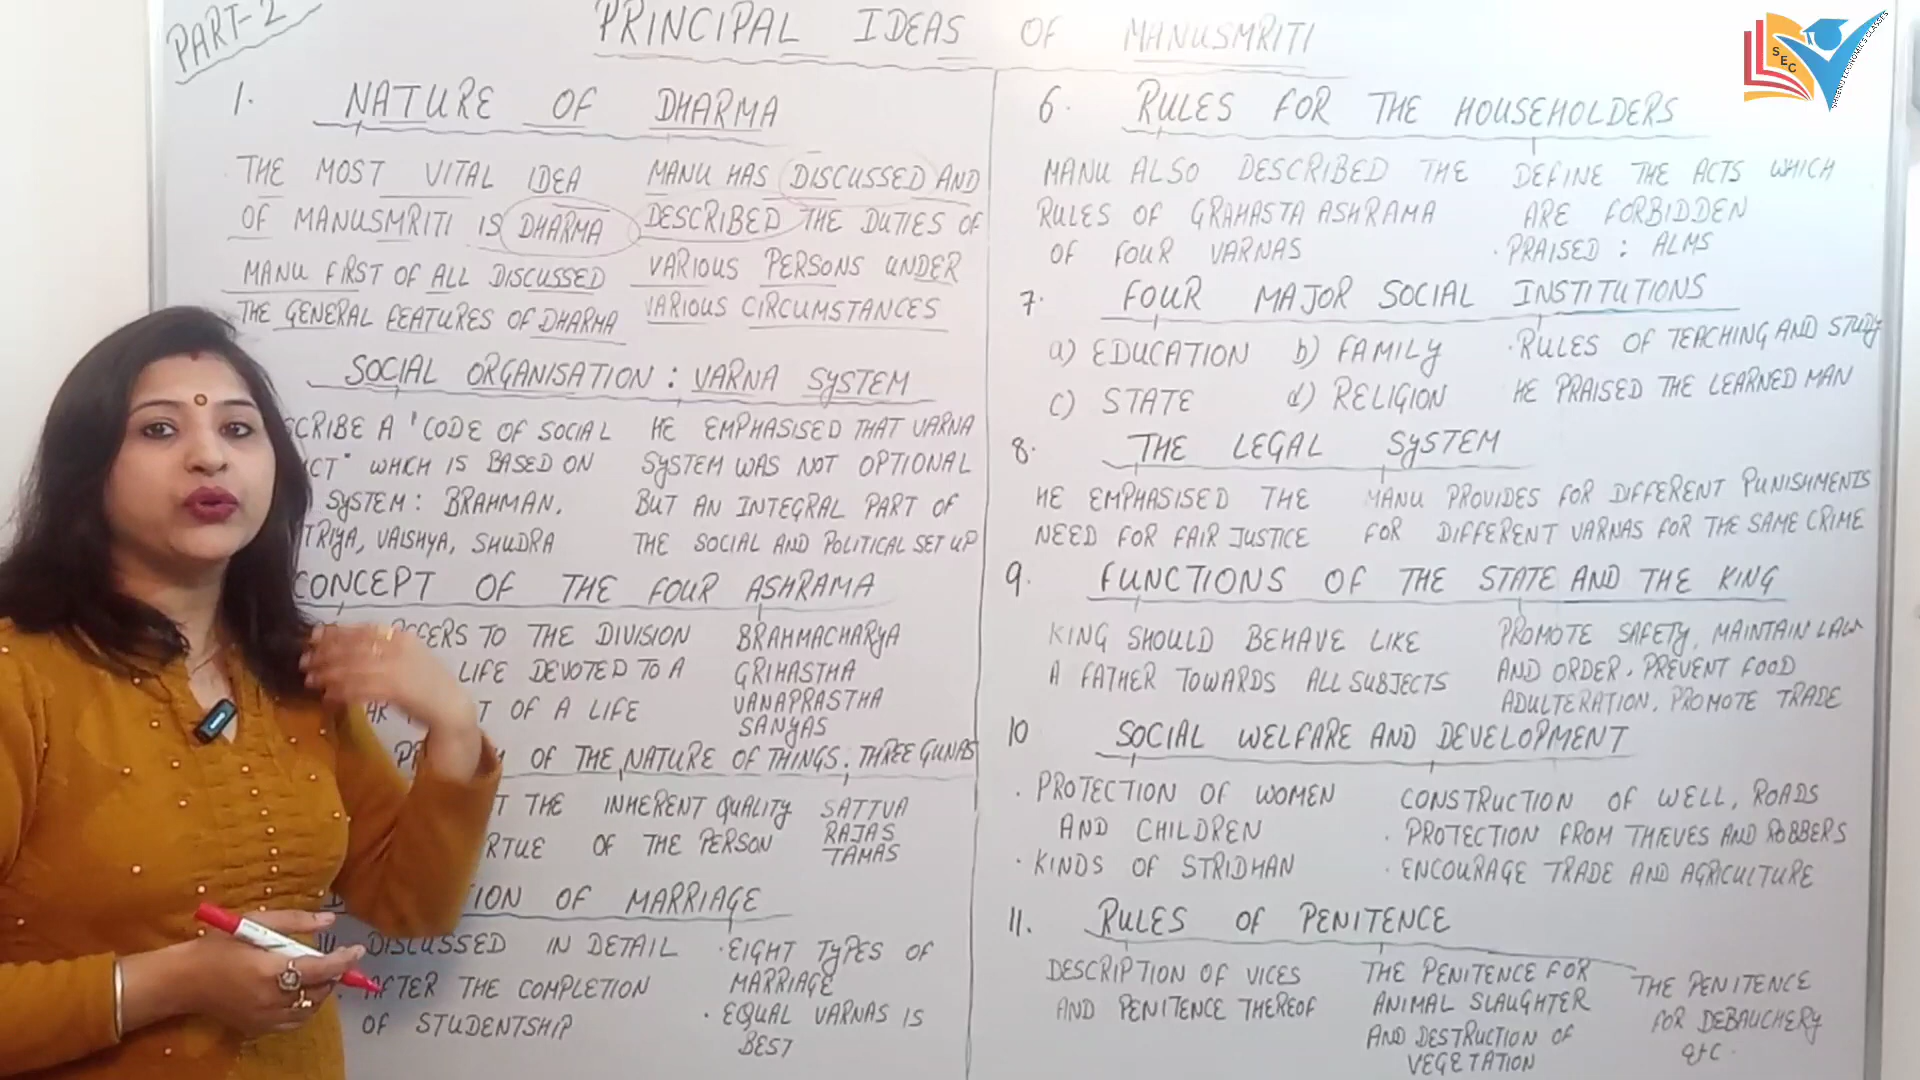 PART-2
PRINCIPAL IDEAS OF MANUSMRITI
1. NATURE OF DHARMA
THE MOST VITAL IDEA
OF MANUSMRITI IS DHARMA
MANU FIRST OF ALL DISCUSSED
THE GENERAL FEATURES OF DHARMA
MANU HAS DISCUSSED AND
DESCRIBED THE DUTIES OF
VARIOUS PERSONS UNDER
VARIOUS CIRCUMSTANCES
SOCIAL ORGANISATION : VARNA SYSTEM
CRIBE A 'CODE OF SOCIAL
CT" WHCH IS BASED ON
SYSTEM: BRAHMAN,
TRIYA, VAISHYA, SHUDRA
HE EMPHASISED THAT VARNA
SYSTEM WAS NOT OPTIONAL
BUT AN INTEGRAL PART OF
THE SOCIAL AND POLITICAL SET UP
CONCEPT OF THE FOUR ASHRAMA
TO THE DIVISION
LIFE DEVOTED TO A
OF A LIFE
BRAHMACHARYA
GRIHASTHA
VANAPRASTHA
SANYAS
OF THE NATURE OF THINGS: THREE GUNAS
THE INHERENT QUALITY
RTUE OF THE PERSON
SATTVA
RAJAS
TAMAS
ION OF MARRIAGE
DISCUSSED IN DETAIL
AFTER THE COMPLETION
OF STUDENTSHIP
· EIGHT TYPES OF
MARRIAGE
· EQUAL VARNAS IS
BEST
6. RULES FOR THE HOUSEHOLDERS
MANU ALSO DESCRIBED THE
RULES OF GRAHASTA ASHRAMA
OF FOUR VARNAS
DEFINE THE ACTS WHICH
ARE FORBIDDEN
· PRAISED : ALMS
7. FOUR MAJOR SOCIAL INSTITUTIONS
a) EDUCATION b) FAMILY
c) STATE d) RELIGION
· RULES OF TEACHING AND STUDY
HE PRAISED THE LEARNED MAN
8. THE LEGAL SYSTEM
HE EMPHASISED THE
NEED FOR FAIR JUSTICE
MANU PROVIDES FOR DIFFERENT PUNISHMENTS
FOR DIFFERENT VARNAS FOR THE SAME CRIME
9. FUNCTIONS OF THE STATE AND THE KING
KING SHOULD BEHAVE LIKE
A FATHER TOWARDS ALL SUBJECTS
PROMOTE SAFETY, MAINTAIN LAW
AND ORDER, PREVENT FOOD
ADULTERATION, PROMOTE TRADE
10 SOCIAL WELFARE AND DEVELOPMENT
· PROTECTION OF WOMEN
AND CHILDREN
· KINDS OF STRIDHAN
CONSTRUCTION OF WELL, ROADS
· PROTECTION FROM THIEVES AND ROBBERS
· ENCOURAGE TRADE AND AGRICULTURE
11. RULES OF PENITENCE
DESCRIPTION OF VICES
AND PENITENCE THEREOF
THE PENITENCE FOR
ANIMAL SLAUGHTER
AND DESTRUCTION OF
VEGETATION
THE PENITENCE
FOR DEBAUCHERY
etc.
SEC